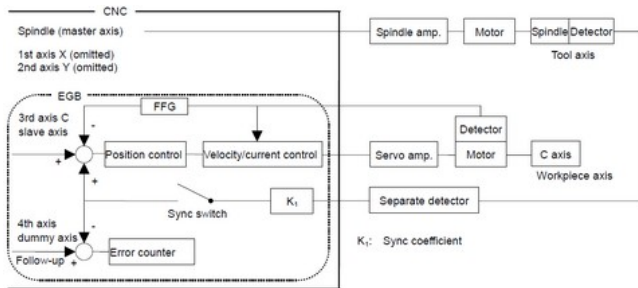 CNC
Spindle (master axis)
Spindle amp.
Motor
Spindle Detector
Tool axis
1st axis X (omitted)
2nd axis Y (omitted)
EGB
FFG
3rd axis C
slave axis
-
+
+
Position control
Velocity/current control
Servo amp.
Detector
Motor
C axis
Workpiece axis
Sync switch
K₁
Separate detector
4th axis
dummy axis
-
Follow-up
+
Error counter
K₁: Sync coefficient